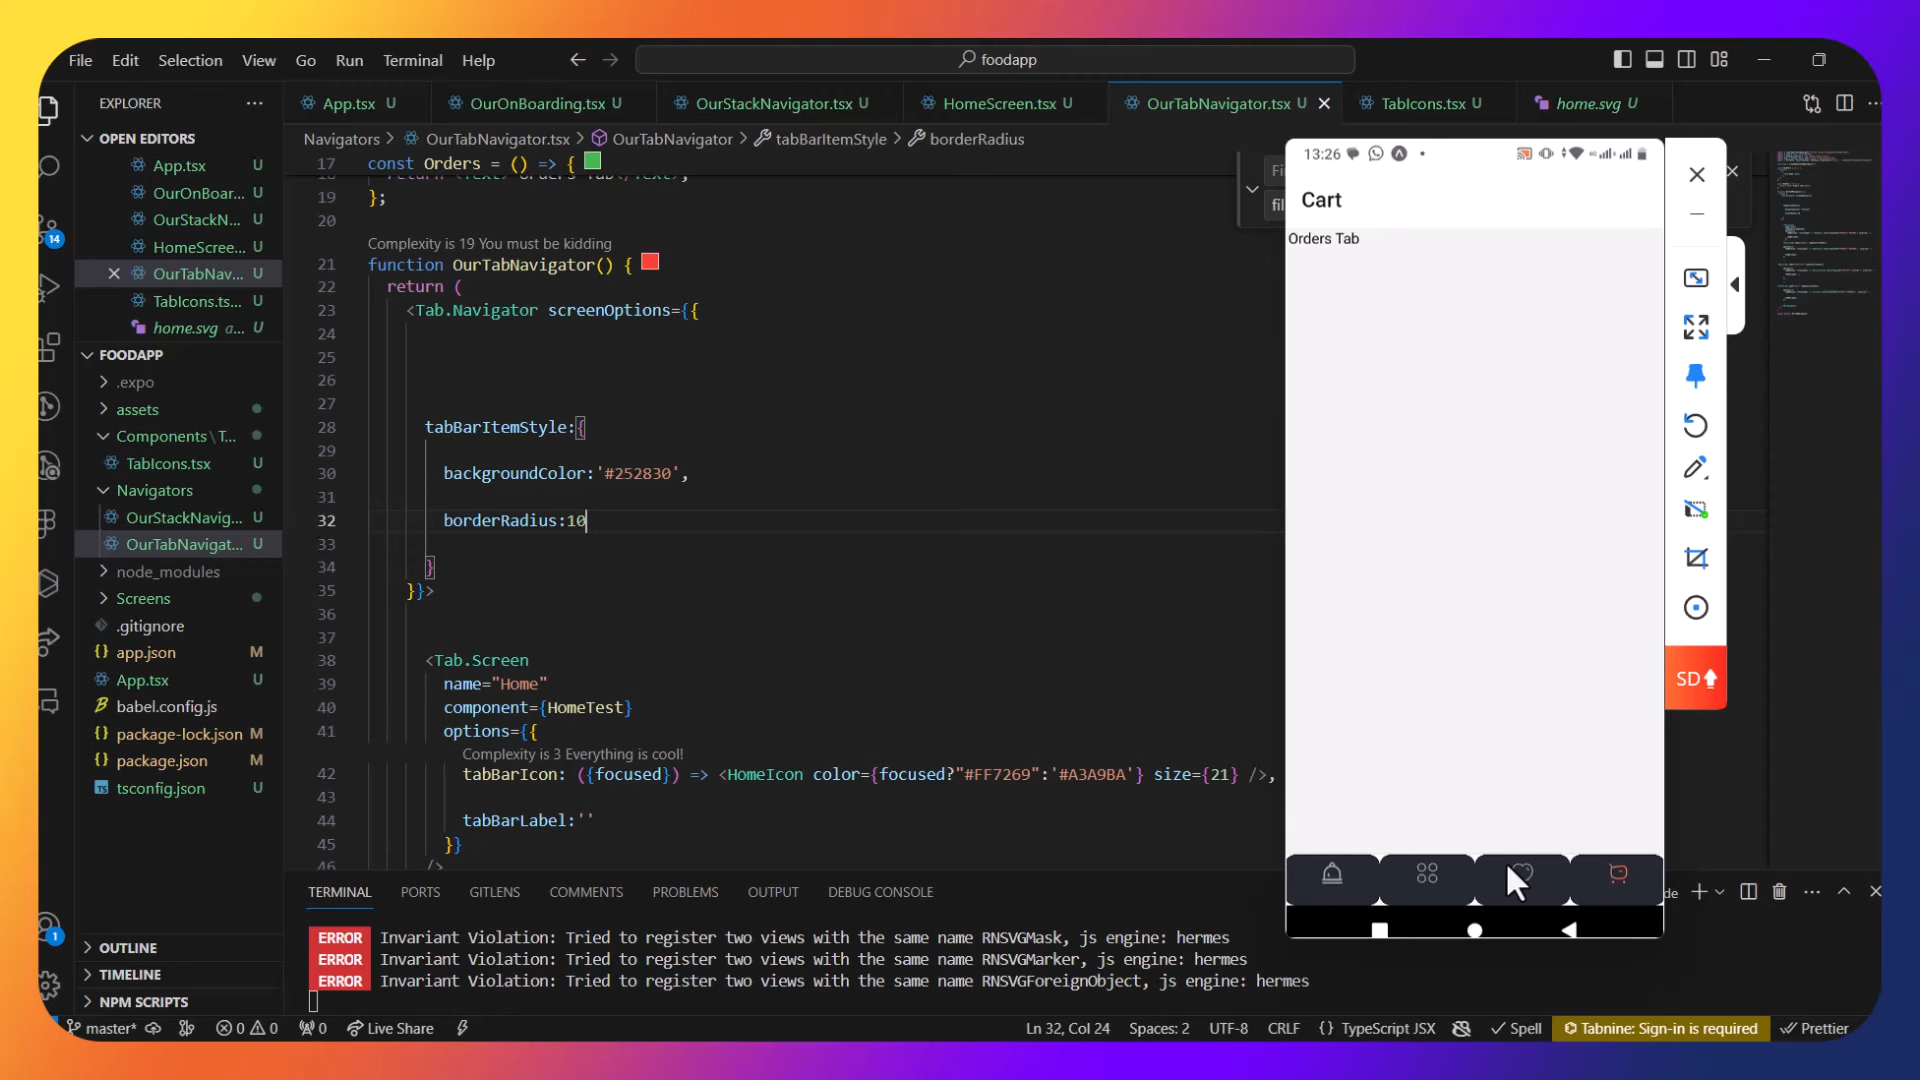 File Edit Selection View Go Run Terminal Help
foodapp
EXPLORER
OPEN EDITORS
App.tsx U
OurOnBoar... U
OurStackN... U
HomeScree... U
OurTabNav... U
TabIcons.ts... U
home.svg a... U
FOODAPP
.expo
assets
Components\T...
TabIcons.tsx U
Navigators
OurStackNavig... U
OurTabNavigat... U
node_modules
Screens
.gitignore
app.json M
App.tsx U
babel.config.js
package-lock.json M
package.json M
tsconfig.json U
OUTLINE
TIMELINE
NPM SCRIPTS
14
1
App.tsx U OurOnBoarding.tsx U OurStackNavigator.tsx U HomeScreen.tsx U OurTabNavigator.tsx U TabIcons.tsx U home.svg U
Navigators > OurTabNavigator.tsx > OurTabNavigator > tabBarItemStyle > borderRadius
17 const Orders = () => {
19 };
20
Complexity is 19 You must be kidding
21 function OurTabNavigator() {
22 return (
23 <Tab.Navigator screenOptions={{
24
25
26
27
28 tabBarItemStyle:{
29
30 backgroundColor:'#252830',
31
32 borderRadius:10
33
34 }
35 }}>
36
37
38 <Tab.Screen
39 name="Home"
40 component={HomeTest}
41 options={{
Complexity is 3 Everything is cool!
42 tabBarIcon: ({focused}) => <HomeIcon color={focused?"#FF7269":'#A3A9BA'} size={21} />,
43
44 tabBarLabel:''
45 }}
46 />
13:26
Cart
Orders Tab
SD
TERMINAL PORTS GITLENS COMMENTS PROBLEMS OUTPUT DEBUG CONSOLE
ERROR Invariant Violation: Tried to register two views with the same name RNSVGMask, js engine: hermes
ERROR Invariant Violation: Tried to register two views with the same name RNSVGMarker, js engine: hermes
ERROR Invariant Violation: Tried to register two views with the same name RNSVGForeignObject, js engine: hermes
master* 0 0 0 Live Share Ln 32, Col 24 Spaces: 2 UTF-8 CRLF {} TypeScript JSX Spell Tabnine: Sign-in is required Prettier